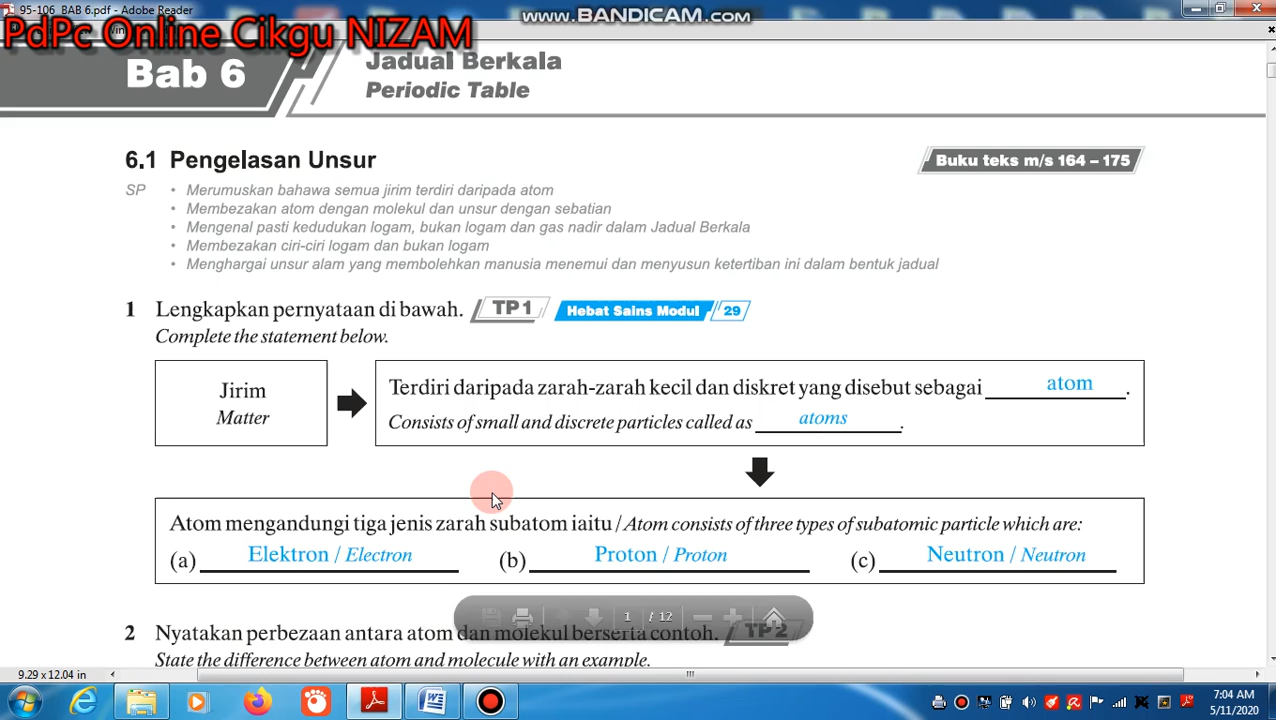 95-106_BAB 6.pdf - Adobe Reader
www.BANDICAM.com
PdPc Online Cikgu NIZAM
Bab 6
Jadual Berkala
Periodic Table
6.1 Pengelasan Unsur
Buku teks m/s 164 – 175
SP • Merumuskan bahawa semua jirim terdiri daripada atom
• Membezakan atom dengan molekul dan unsur dengan sebatian
• Mengenal pasti kedudukan logam, bukan logam dan gas nadir dalam Jadual Berkala
• Membezakan ciri-ciri logam dan bukan logam
• Menghargai unsur alam yang membolehkan manusia menemui dan menyusun ketertiban ini dalam bentuk jadual
1 Lengkapkan pernyataan di bawah. TP 1 Hebat Sains Modul 29
Complete the statement below.
Jirim
Matter
Terdiri daripada zarah-zarah kecil dan diskret yang disebut sebagai atom.
Consists of small and discrete particles called as atoms.
Atom mengandungi tiga jenis zarah subatom iaitu / Atom consists of three types of subatomic particle which are:
(a) Elektron / Electron (b) Proton / Proton (c) Neutron / Neutron
1 / 12
2 Nyatakan perbezaan antara atom dan molekul berserta contoh. TP 2
State the difference between atom and molecule with an example.
9.29 x 12.04 in
7:04 AM
5/11/2020